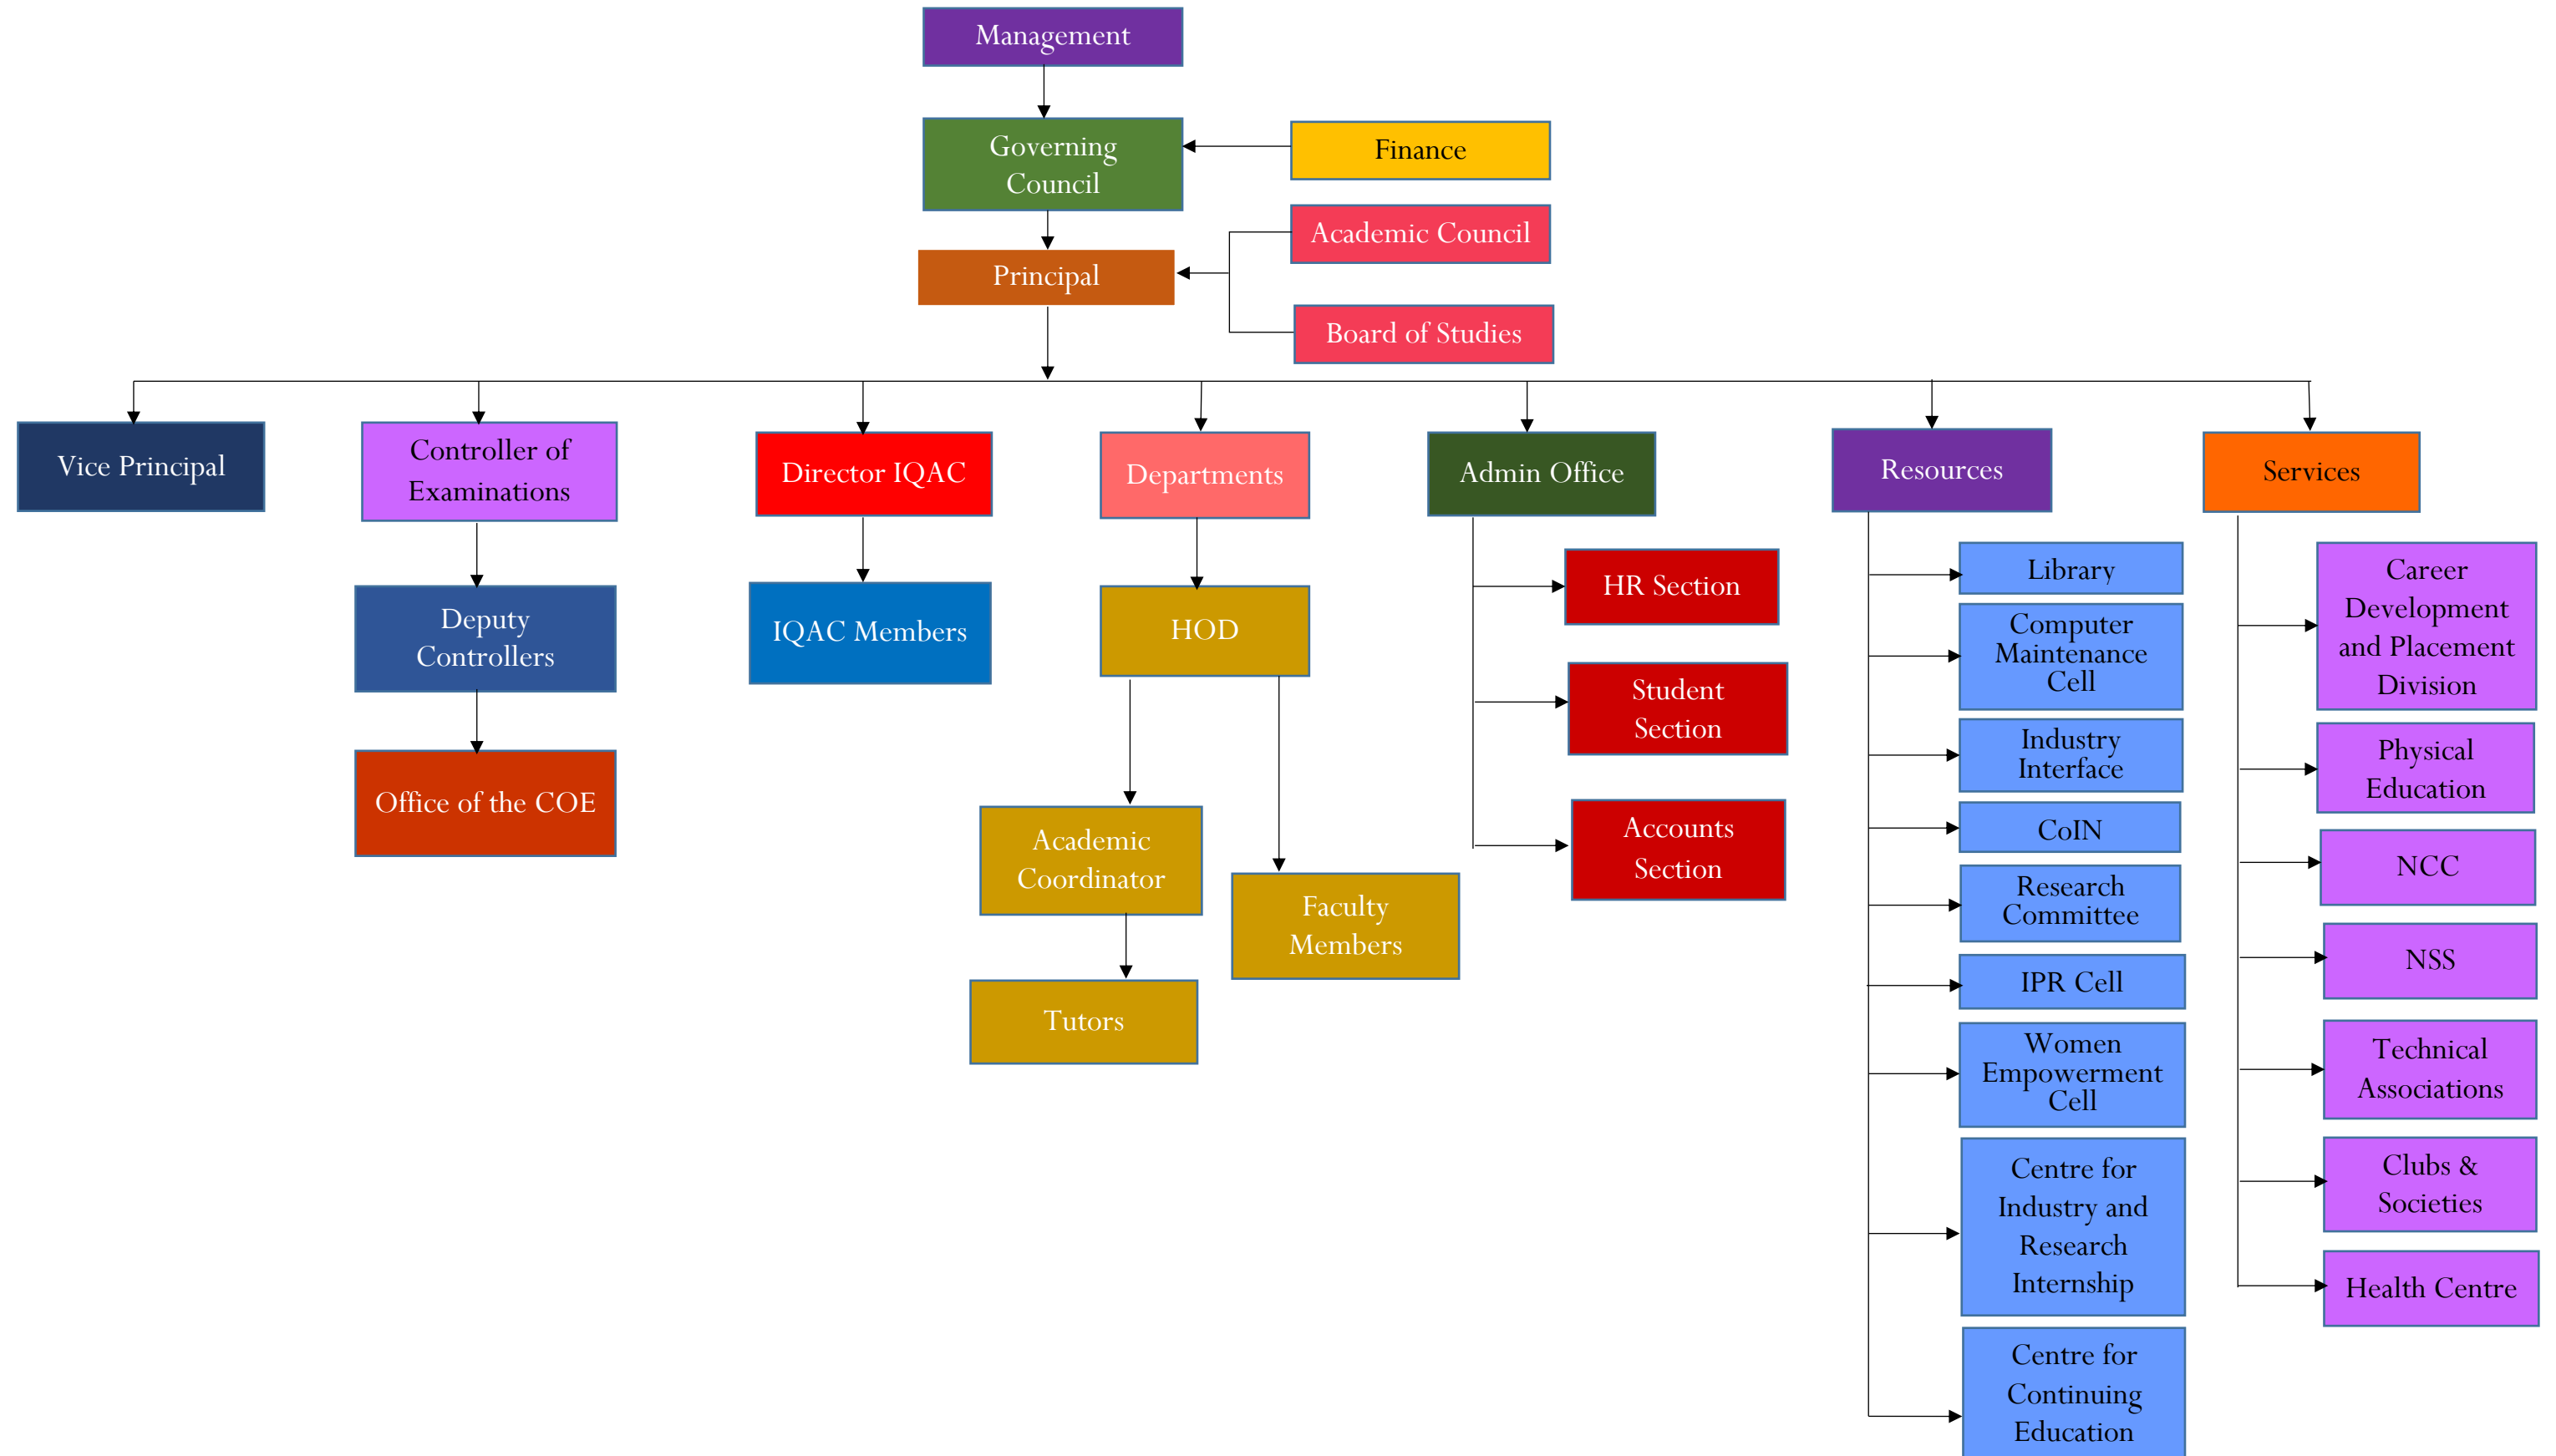 Management
Governing
Council
Finance
Academic Council
Principal
Board of Studies
Vice Principal
Controller of
Examinations
Director IQAC
Departments
Admin Office
Resources
Services
Deputy
Controllers
Office of the COE
IQAC Members
HOD
Academic
Coordinator
Tutors
Faculty
Members
HR Section
Student
Section
Accounts
Section
Library
Computer
Maintenance
Cell
Industry
Interface
CoIN
Research
Committee
IPR Cell
Women
Empowerment
Cell
Centre for
Industry and
Research
Internship
Centre for
Continuing
Education
Career
Development
and Placement
Division
Physical
Education
NCC
NSS
Technical
Associations
Clubs &
Societies
Health Centre